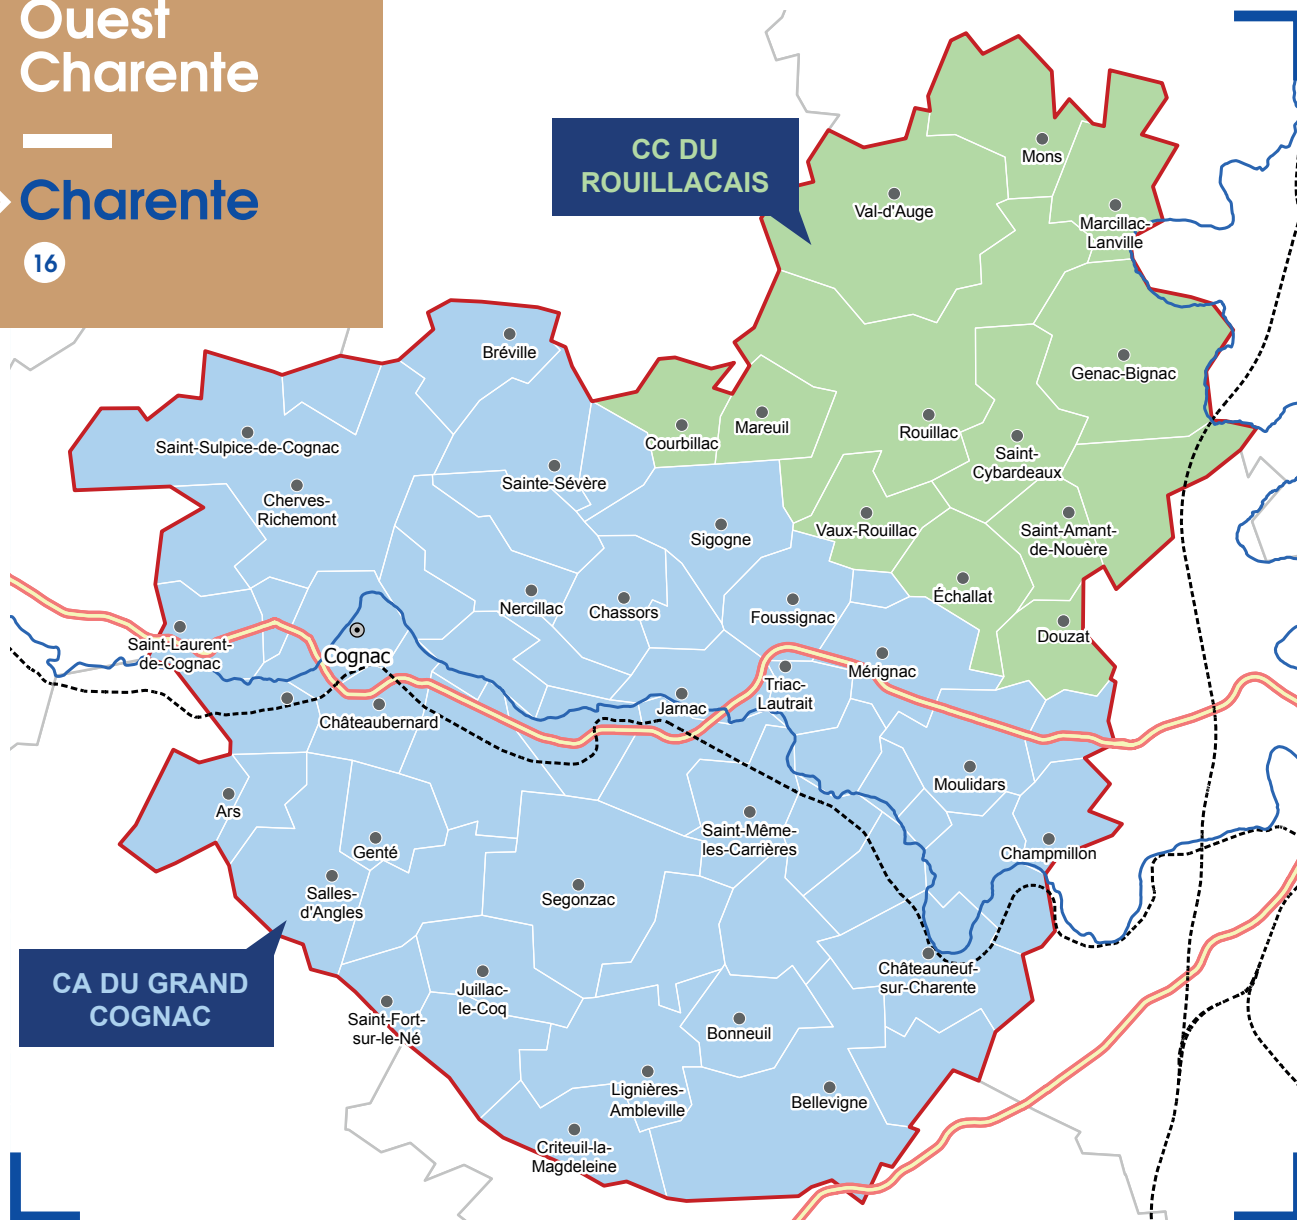 Ouest
Charente
Charente
16
CC DU
ROUILLACAIS
Mons
Val-d'Auge
Marcillac-
Lanville
Bréville
Genac-Bignac
Saint-Sulpice-de-Cognac
Courbillac
Mareuil
Rouillac
Saint-
Cybardeaux
Sainte-Sévère
Cherves-
Richemont
Sigogne
Vaux-Rouillac
Saint-Amant-
de-Nouère
Nercillac
Chassors
Foussignac
Échallat
Douzat
Saint-Laurent-
de-Cognac
Cognac
Mérignac
Triac-
Lautrait
Jarnac
Châteaubernard
Moulidars
Ars
Genté
Saint-Même-
les-Carrières
Champmillon
Salles-
d'Angles
Segonzac
CA DU GRAND
COGNAC
Juillac-
le-Coq
Châteauneuf-
sur-Charente
Saint-Fort-
sur-le-Né
Bonneuil
Lignières-
Ambleville
Bellevigne
Criteuil-la-
Magdeleine